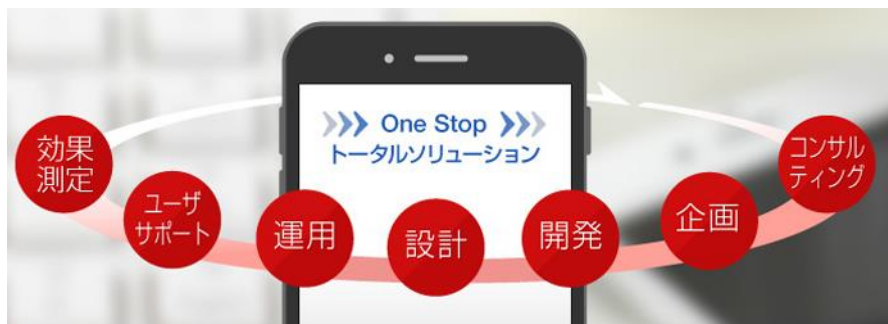 One Stop
トータルソリューション
効果
測定
ユーザ
サポート
運用
設計
開発
企画
コンサル
ティング